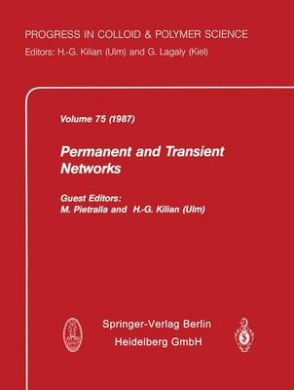 PROGRESS IN COLLOID & POLYMER SCIENCE
Editors: H.-G. Kilian (Ulm) and G. Lagaly (Kiel)
Volume 75 (1987)
Permanent and Transient
Networks
Guest Editors:
M. Pietralla and H.-G. Kilian (Ulm)
Springer-Verlag Berlin
Heidelberg GmbH